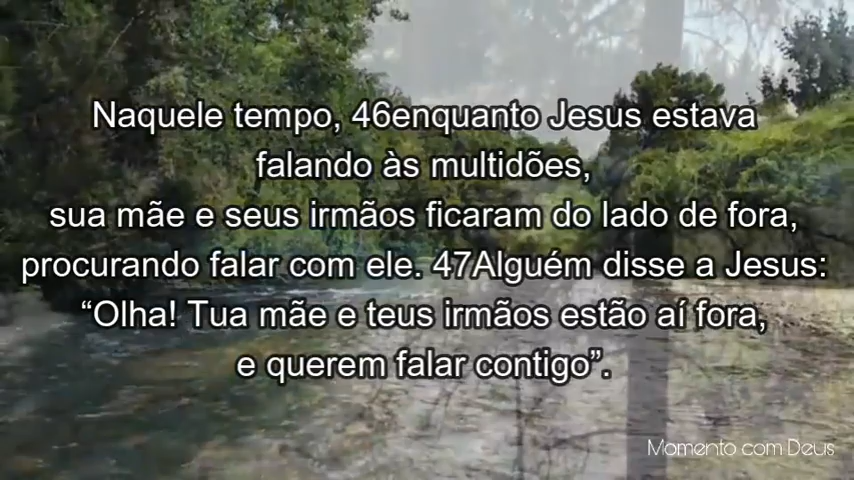 Naquele tempo, 46enquanto Jesus estava
falando às multidões,
sua mãe e seus irmãos ficaram do lado de fora,
procurando falar com ele. 47Alguém disse a Jesus:
“Olha! Tua mãe e teus irmãos estão aí fora,
e querem falar contigo”.
Momento com Deus